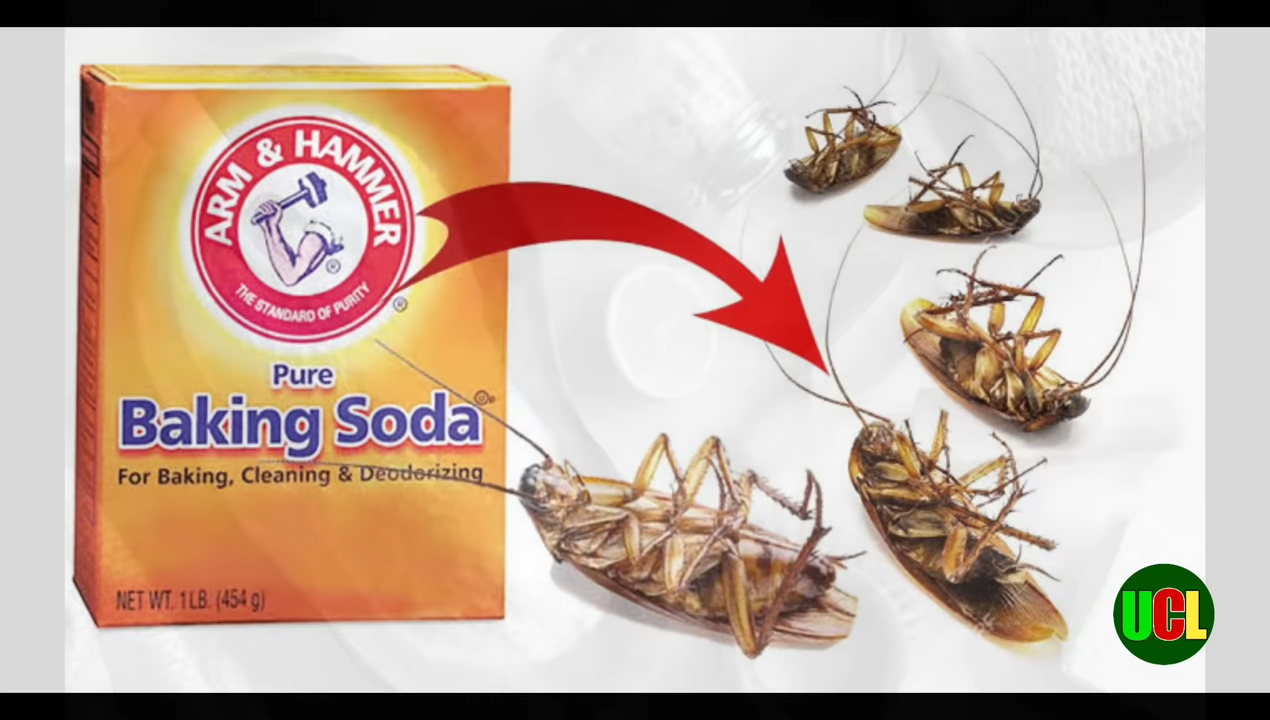 ARM & HAMMER
THE STANDARD OF PURITY
®
®
Pure
Baking Soda®
For Baking, Cleaning & Deodorizing
NET WT. 1 LB. (454 g)
UCL